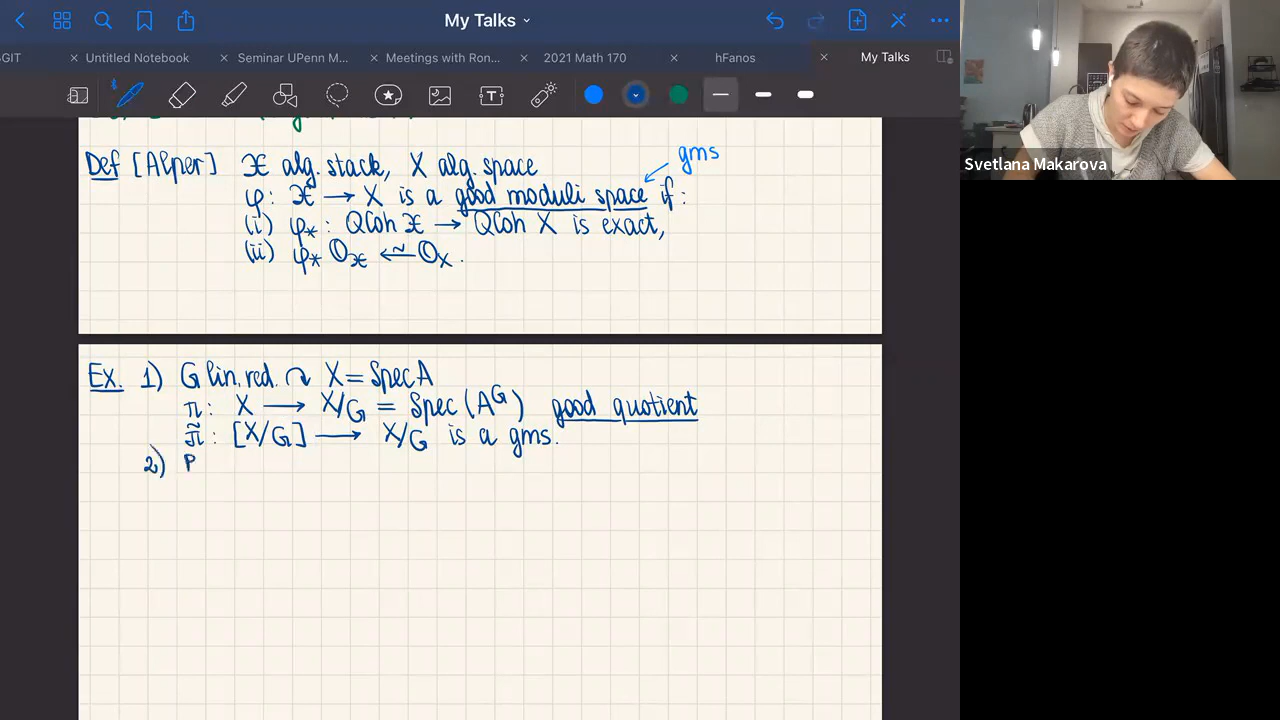 My Talks
GIT
Untitled Notebook
Seminar UPenn M...
Meetings with Ron...
2021 Math 170
hFanos
My Talks
Def [Alper] 𝒳 alg. stack, X alg. space
gms
φ: 𝒳 → X is a good moduli space if:
(i) φ_* : QCoh 𝒳 → QCoh X is exact,
(ii) φ_* 𝒪_𝒳 ⥲ 𝒪_X.
Ex. 1) G lin. red. ↷ X = Spec A
π: X → X/G = Spec (A^G) good quotient
π̃: [X/G] → X/G is a gms.
2) P
Svetlana Makarova